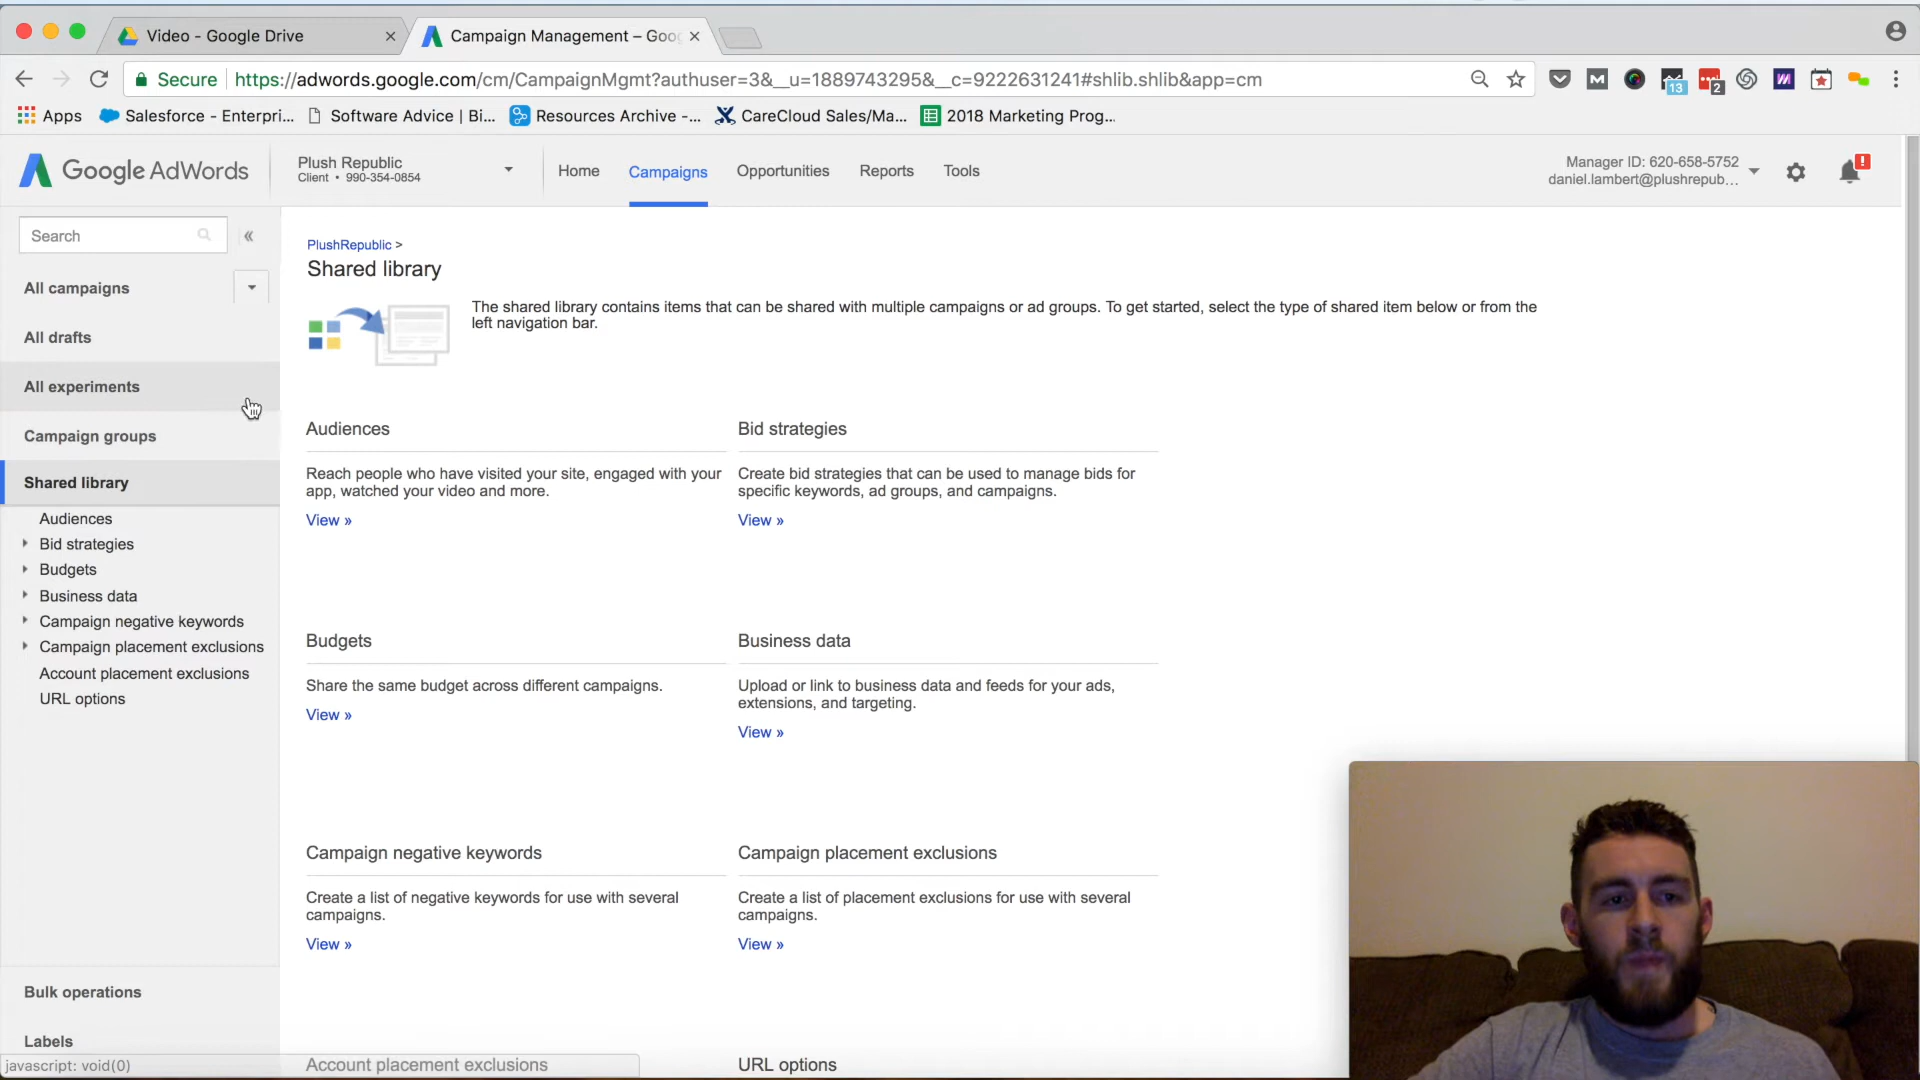 Video - Google Drive
Campaign Management – Goo
Secure
https://adwords.google.com/cm/CampaignMgmt?authuser=3&__u=1889743295&__c=9222631241#shlib.shlib&app=cm
13
2
Apps
Salesforce - Enterpri...
Software Advice | Bi...
Resources Archive -...
CareCloud Sales/Ma...
2018 Marketing Prog...
Google AdWords
Plush Republic
Client • 990-354-0854
Home
Campaigns
Opportunities
Reports
Tools
Manager ID: 620-658-5752
daniel.lambert@plushrepub...
!
Search
«
All campaigns
All drafts
All experiments
Campaign groups
Shared library
Audiences
Bid strategies
Budgets
Business data
Campaign negative keywords
Campaign placement exclusions
Account placement exclusions
URL options
Bulk operations
Labels
javascript: void(0)
PlushRepublic >
Shared library
The shared library contains items that can be shared with multiple campaigns or ad groups. To get started, select the type of shared item below or from the
left navigation bar.
Audiences
Reach people who have visited your site, engaged with your
app, watched your video and more.
View »
Bid strategies
Create bid strategies that can be used to manage bids for
specific keywords, ad groups, and campaigns.
View »
Budgets
Share the same budget across different campaigns.
View »
Business data
Upload or link to business data and feeds for your ads,
extensions, and targeting.
View »
Campaign negative keywords
Create a list of negative keywords for use with several
campaigns.
View »
Campaign placement exclusions
Create a list of placement exclusions for use with several
campaigns.
View »
Account placement exclusions
URL options